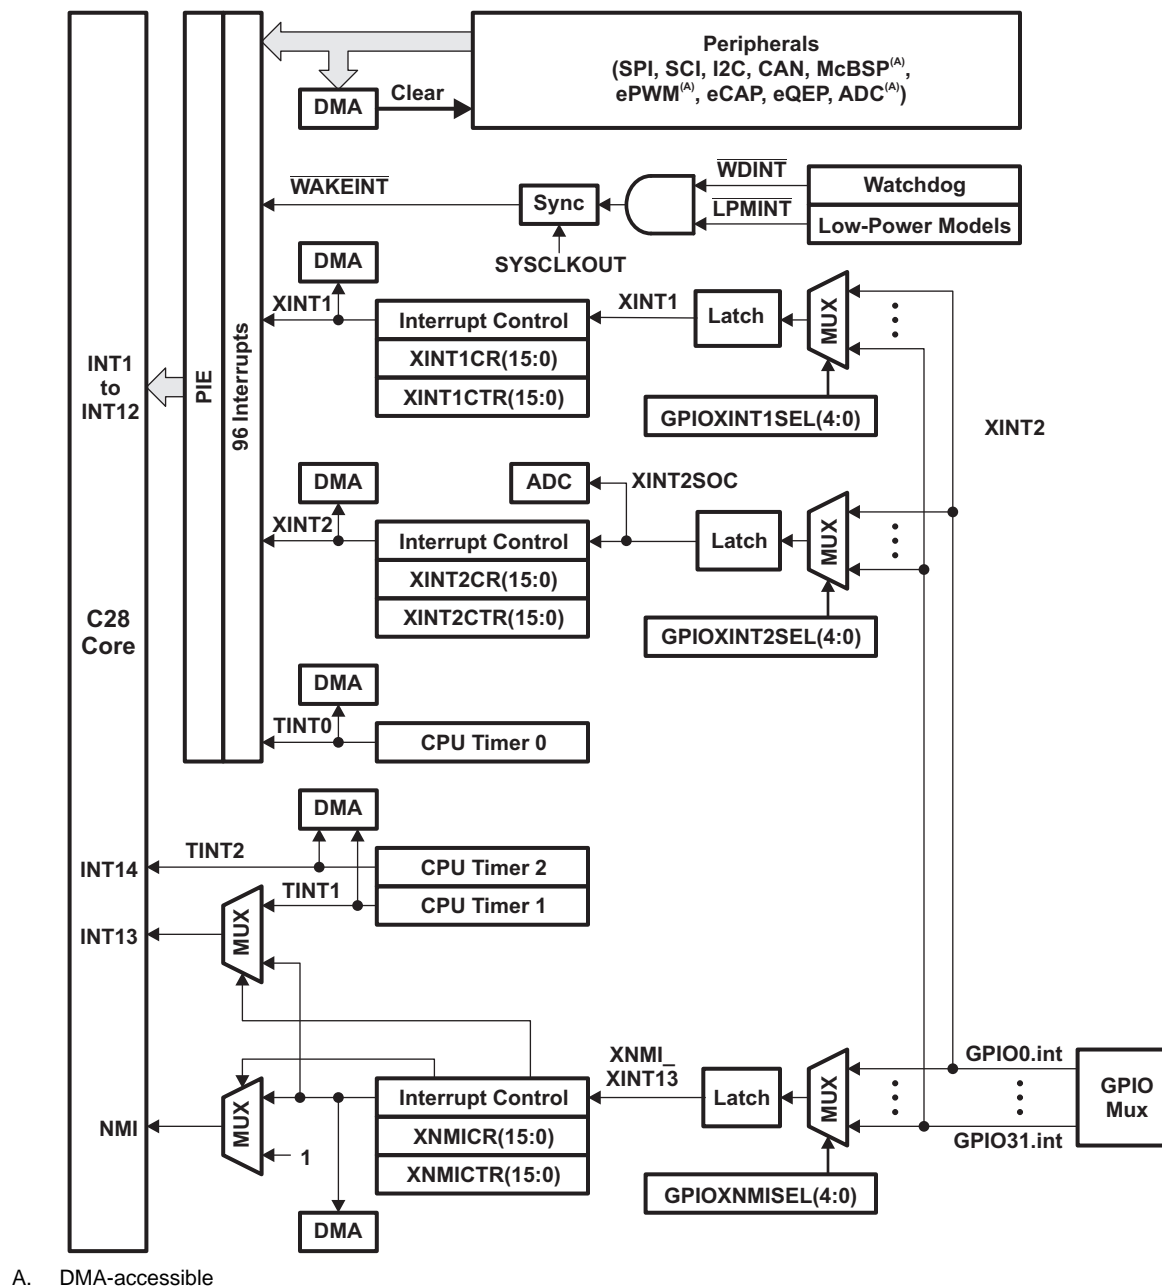 Peripherals
(SPI, SCI, I2C, CAN, McBSP(A),
ePWM(A), eCAP, eQEP, ADC(A))
DMA
Clear
WAKEINT
Sync
SYSCLKOUT
WDINT
LPMINT
Watchdog
Low-Power Models
DMA
XINT1
Interrupt Control
XINT1CR(15:0)
XINT1CTR(15:0)
XINT1
Latch
MUX
GPIOXINT1SEL(4:0)
INT1
to
INT12
PIE
96 Interrupts
XINT2
DMA
XINT2
Interrupt Control
XINT2CR(15:0)
XINT2CTR(15:0)
ADC
XINT2SOC
Latch
MUX
GPIOXINT2SEL(4:0)
C28
Core
DMA
TINT0
CPU Timer 0
DMA
INT14
TINT2
CPU Timer 2
TINT1
CPU Timer 1
INT13
MUX
NMI
MUX
1
Interrupt Control
XNMICR(15:0)
XNMICTR(15:0)
DMA
XNMI_
XINT13
Latch
MUX
GPIOXNMISEL(4:0)
GPIO0.int
GPIO31.int
GPIO
Mux
A. DMA-accessible